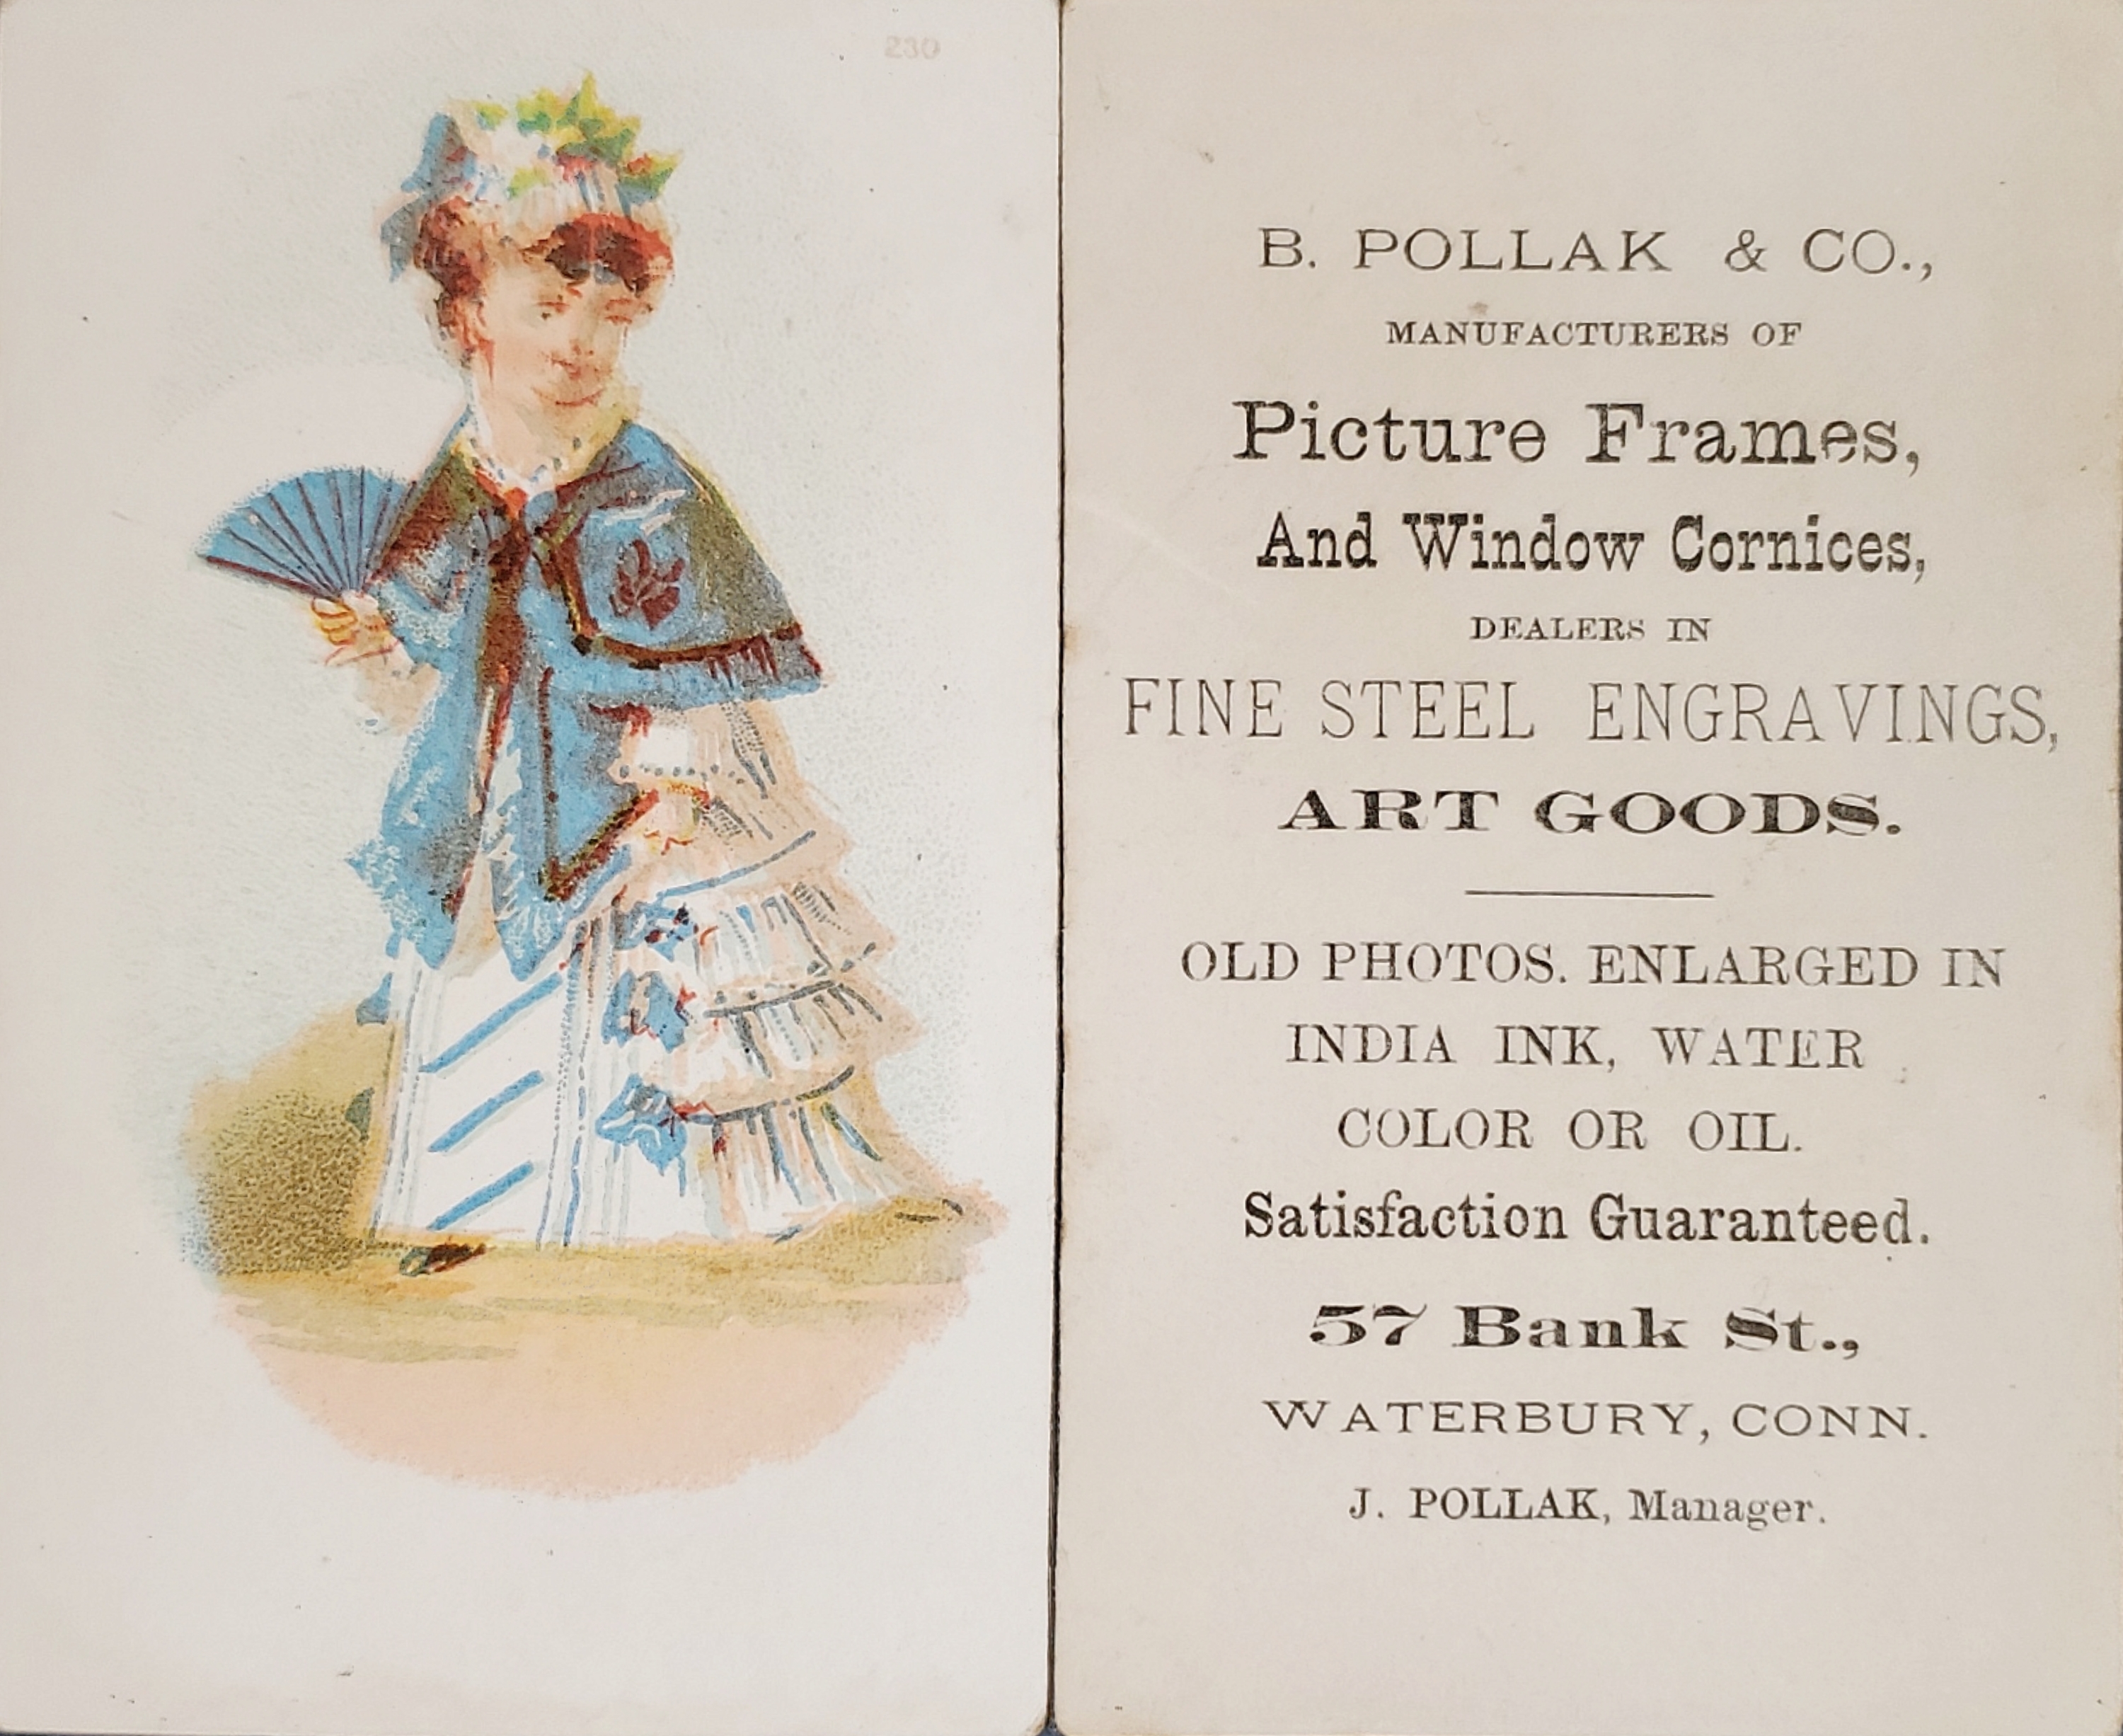 230
B. POLLAK & CO.,
MANUFACTURERS OF
Picture Frames,
And Window Cornices,
DEALERS IN
FINE STEEL ENGRAVINGS,
ART GOODS.
OLD PHOTOS. ENLARGED IN
INDIA INK, WATER
COLOR OR OIL.
Satisfaction Guaranteed.
57 Bank St.,
WATERBURY, CONN.
J. POLLAK, Manager.